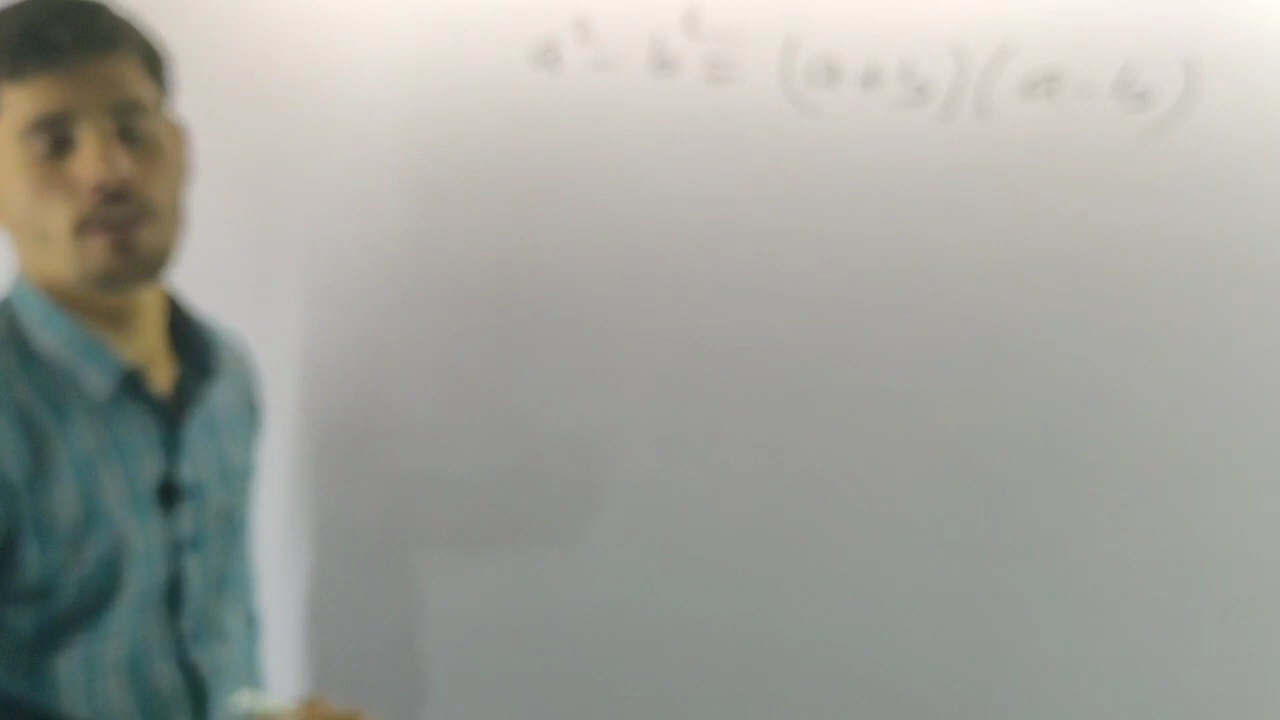 a² - b² = (a+b)(a-b)